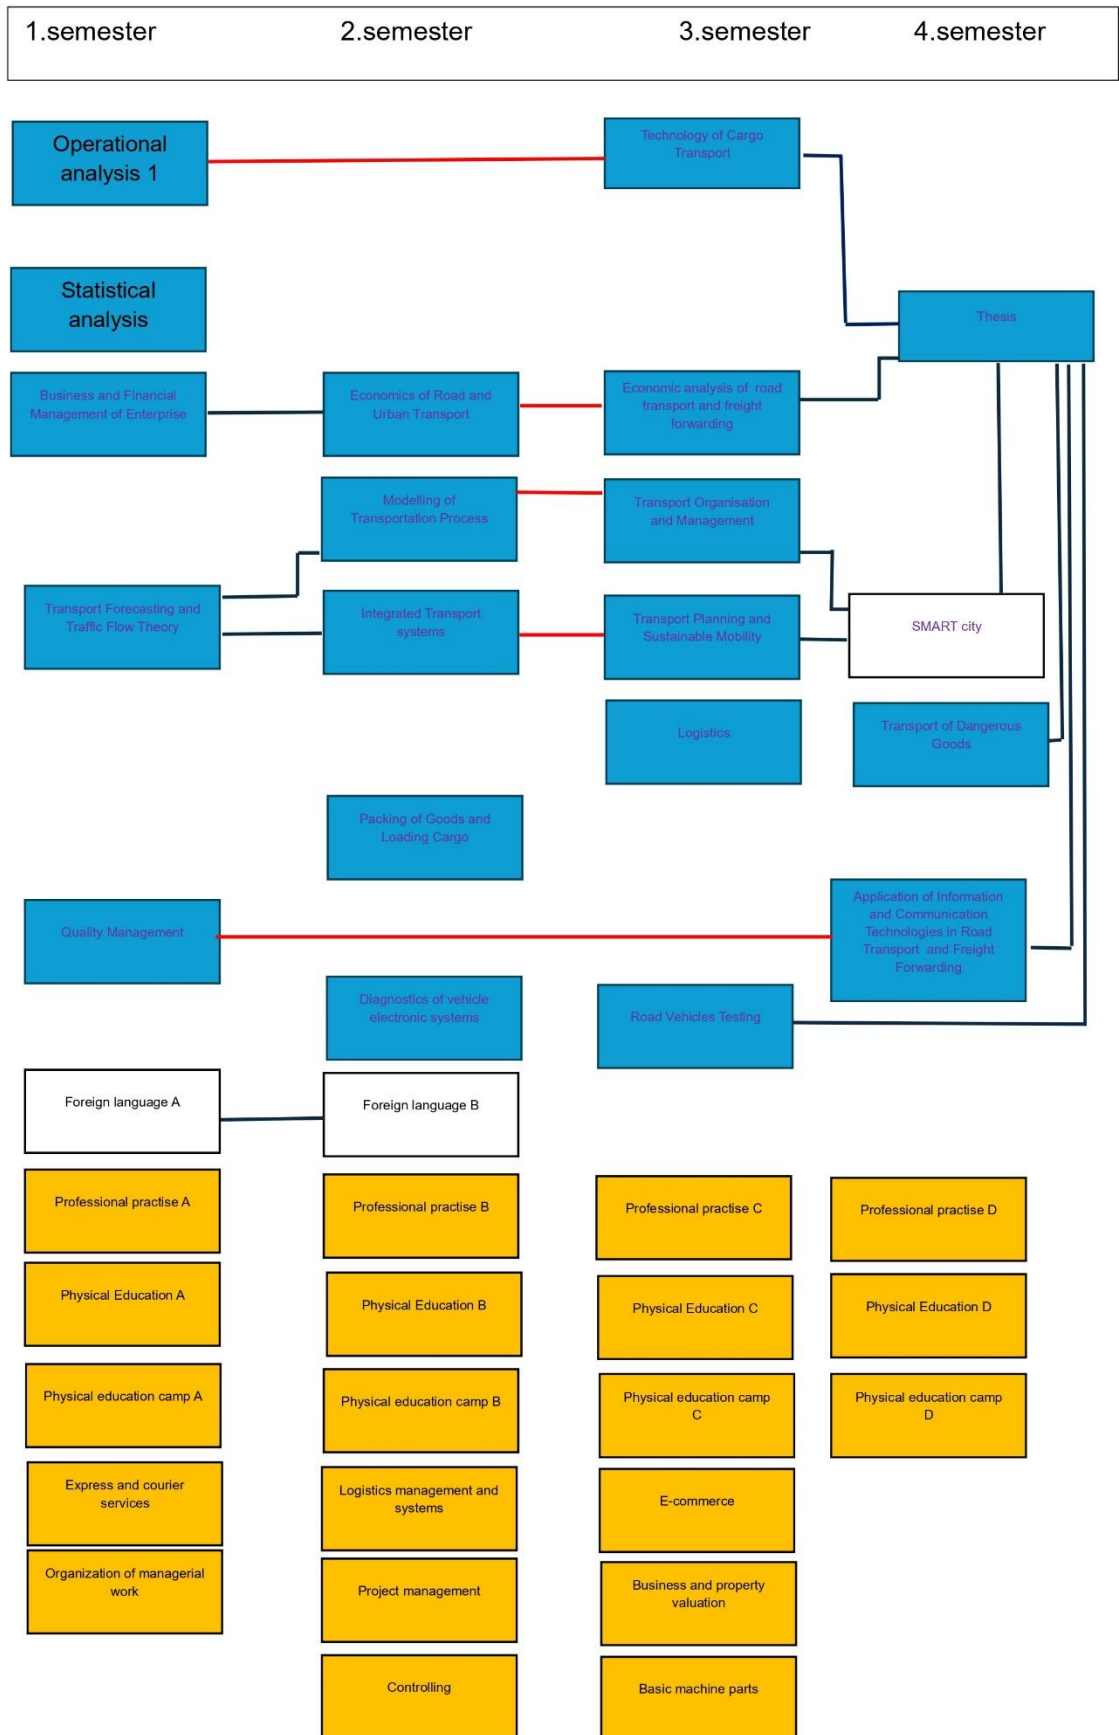 1.semester
2.semester
3.semester
4.semester
Operational
analysis 1
Technology of Cargo
Transport
Statistical
analysis
Thesis
Business and Financial
Management of Enterprise
Economics of Road and
Urban Transport
Economic analysis of road
transport and freight
forwarding
Modelling of
Transportation Process
Transport Organisation
and Management
Transport Forecasting and
Traffic Flow Theory
Integrated Transport
systems
Transport Planning and
Sustainable Mobility
SMART city
Logistics
Transport of Dangerous
Goods
Packing of Goods and
Loading Cargo
Quality Management
Application of Information
and Communication
Technologies in Road
Transport and Freight
Forwarding
Diagnostics of vehicle
electronic systems
Road Vehicles Testing
Foreign language A
Foreign language B
Professional practise A
Professional practise B
Professional practise C
Professional practise D
Physical Education A
Physical Education B
Physical Education C
Physical Education D
Physical education camp A
Physical education camp B
Physical education camp
C
Physical education camp
D
Express and courier
services
Logistics management and
systems
E-commerce
Organization of managerial
work
Project management
Business and property
valuation
Controlling
Basic machine parts